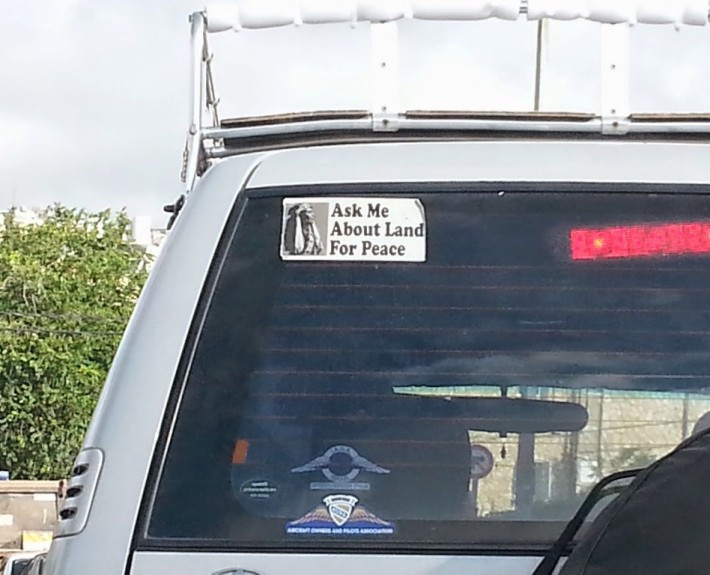 Ask Me
About Land
For Peace
AIRCRAFT OWNERS AND PILOTS ASSOCIATION